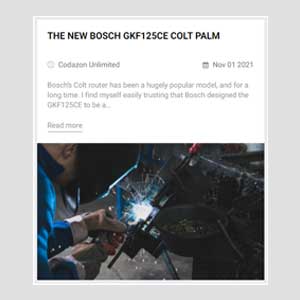 THE NEW BOSCH GKF125CE COLT PALM
Codazon Unlimited
Nov 01 2021
Bosch's Colt router has been a hugely popular model, and for a
long time. I find myself easily trusting that Bosch designed the
GKF125CE to be a...
Read more